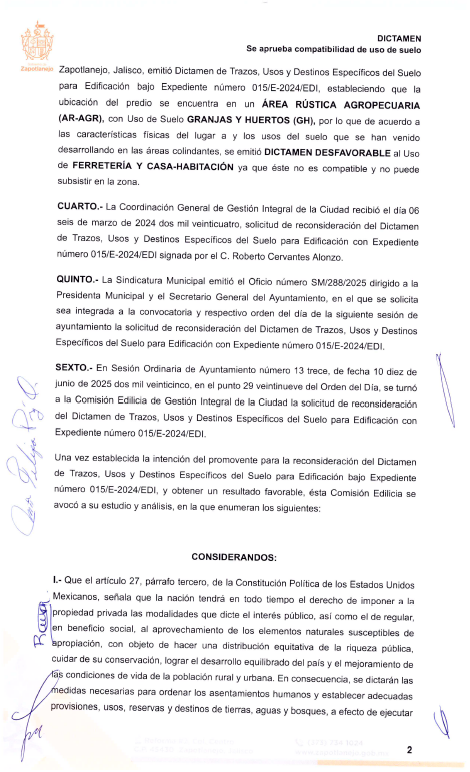 DICTAMEN
Se aprueba compatibilidad de uso de suelo
Zapotlanejo
Zapotlanejo, Jalisco, emitió Dictamen de Trazos, Usos y Destinos Específicos del Suelo
para Edificación bajo Expediente número 015/E-2024/EDI, estableciendo que la
ubicación del predio se encuentra en un ÁREA RÚSTICA AGROPECUARIA
(AR-AGR), con Uso de Suelo GRANJAS Y HUERTOS (GH), por lo que de acuerdo a
las características físicas del lugar a y los usos del suelo que se han venido
desarrollando en las áreas colindantes, se emitió DICTAMEN DESFAVORABLE al Uso
de FERRETERÍA Y CASA-HABITACIÓN ya que éste no es compatible y no puede
subsistir en la zona.
CUARTO.- La Coordinación General de Gestión Integral de la Ciudad recibió el día 06
seis de marzo de 2024 dos mil veinticuatro, solicitud de reconsideración del Dictamen
de Trazos, Usos y Destinos Específicos del Suelo para Edificación con Expediente
número 015/E-2024/EDI signada por el C. Roberto Cervantes Alonzo.
QUINTO.- La Sindicatura Municipal emitió el Oficio número SM/288/2025 dirigido a la
Presidenta Municipal y el Secretario General del Ayuntamiento, en el que se solicita
sea integrada a la convocatoria y respectivo orden del día de la siguiente sesión de
ayuntamiento la solicitud de reconsideración del Dictamen de Trazos, Usos y Destinos
Específicos del Suelo para Edificación con Expediente número 015/E-2024/EDI.
SEXTO.- En Sesión Ordinaria de Ayuntamiento número 13 trece, de fecha 10 diez de
junio de 2025 dos mil veinticinco, en el punto 29 veintinueve del Orden del Día, se turnó
a la Comisión Edilicia de Gestión Integral de la Ciudad la solicitud de reconsideración
del Dictamen de Trazos, Usos y Destinos Específicos del Suelo para Edificación con
Expediente número 015/E-2024/EDI.
Una vez establecida la intención del promovente para la reconsideración del Dictamen
de Trazos, Usos y Destinos Específicos del Suelo para Edificación bajo Expediente
número 015/E-2024/EDI, y obtener un resultado favorable, ésta Comisión Edilicia se
avocó a su estudio y análisis, en la que enumeran los siguientes:
CONSIDERANDOS:
I.- Que el artículo 27, párrafo tercero, de la Constitución Política de los Estados Unidos
Mexicanos, señala que la nación tendrá en todo tiempo el derecho de imponer a la
propiedad privada las modalidades que dicte el interés público, así como el de regular,
en beneficio social, al aprovechamiento de los elementos naturales susceptibles de
apropiación, con objeto de hacer una distribución equitativa de la riqueza pública,
cuidar de su conservación, lograr el desarrollo equilibrado del país y el mejoramiento de
las condiciones de vida de la población rural y urbana. En consecuencia, se dictarán las
medidas necesarias para ordenar los asentamientos humanos y establecer adecuadas
provisiones, usos, reservas y destinos de tierras, aguas y bosques, a efecto de ejecutar
2